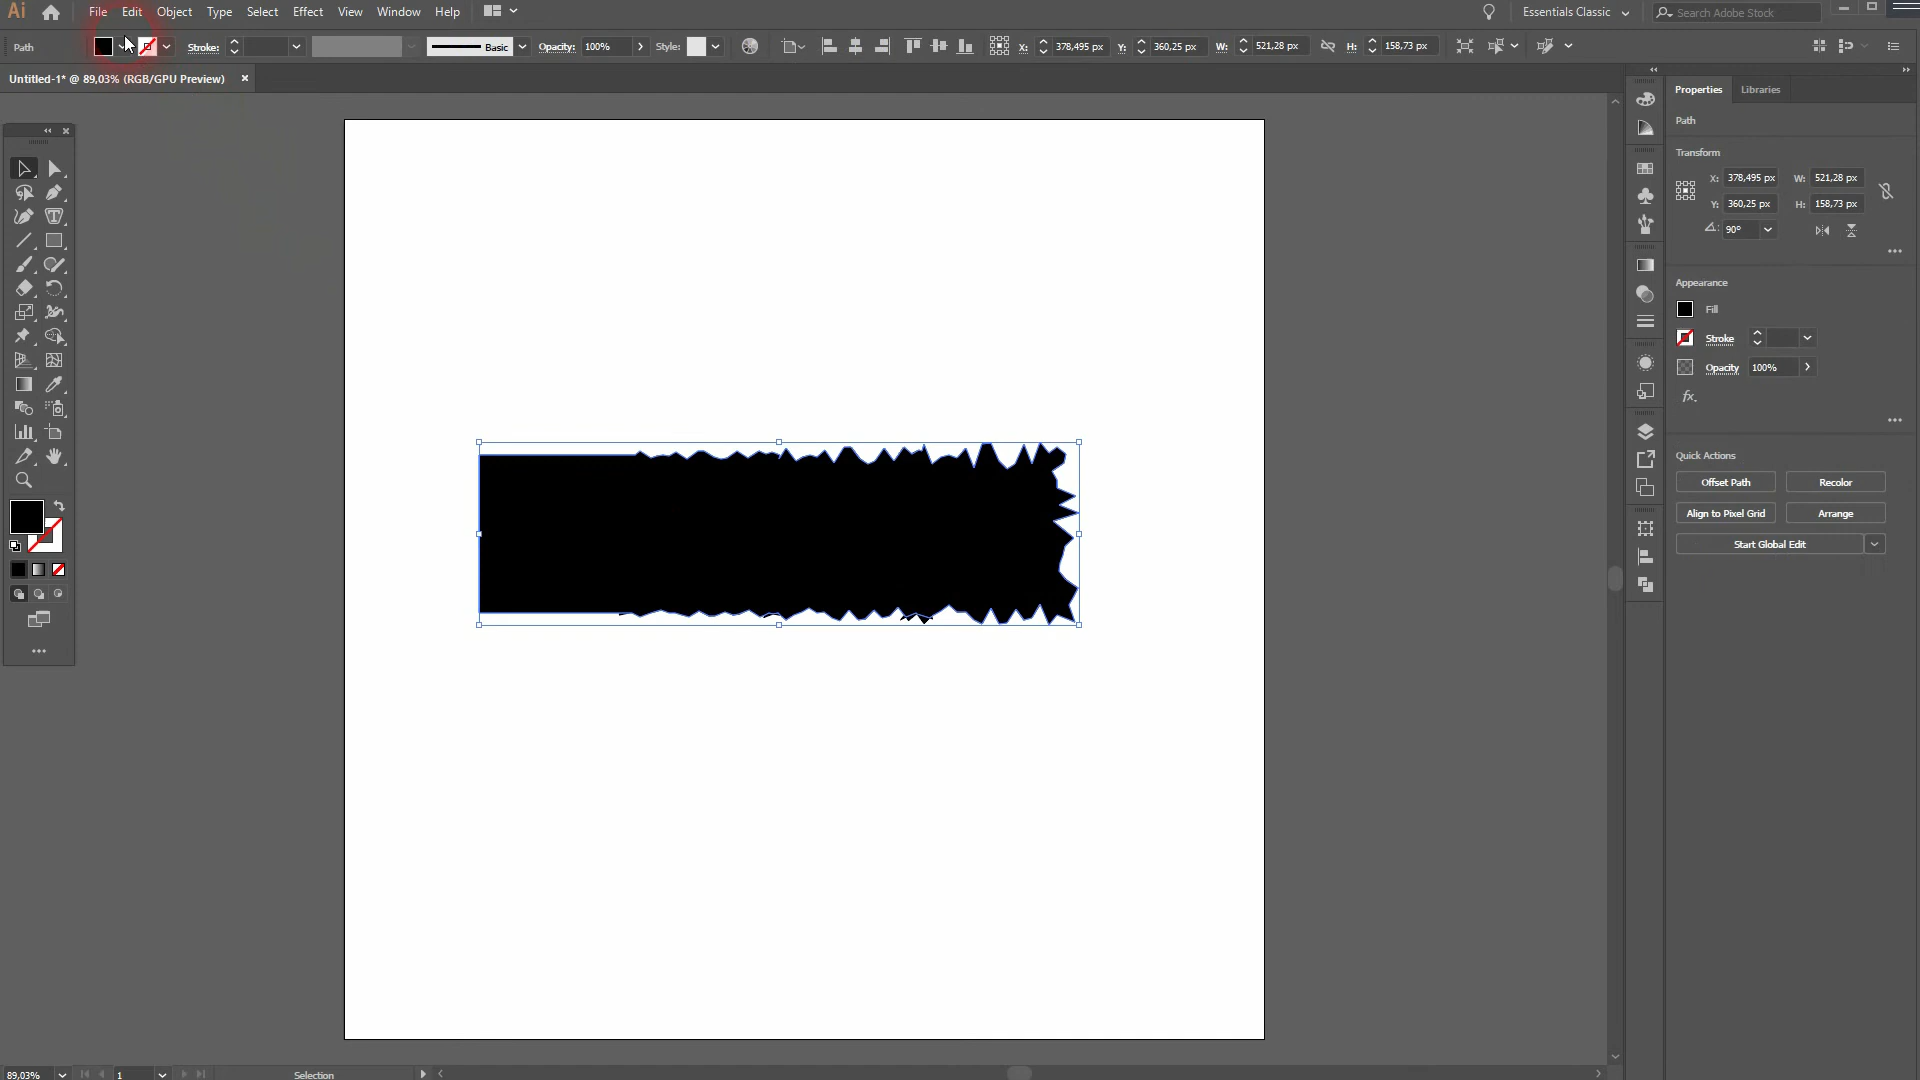 Ai File Edit Object Type Select Effect View Window Help Essentials Classic Search Adobe Stock
Path Stroke: Basic Opacity: 100% Style: X: 378,495 px Y: 360,25 px W: 521,28 px H: 158,73 px
Untitled-1* @ 89,03% (RGB/GPU Preview)
Properties Libraries
Path
Transform
X: 378,495 px W: 521,28 px
Y: 360,25 px H: 158,73 px
90°
Appearance
Fill
Stroke
Opacity 100%
fx.
Quick Actions
Offset Path Recolor
Align to Pixel Grid Arrange
Start Global Edit
89,03% 1 Selection